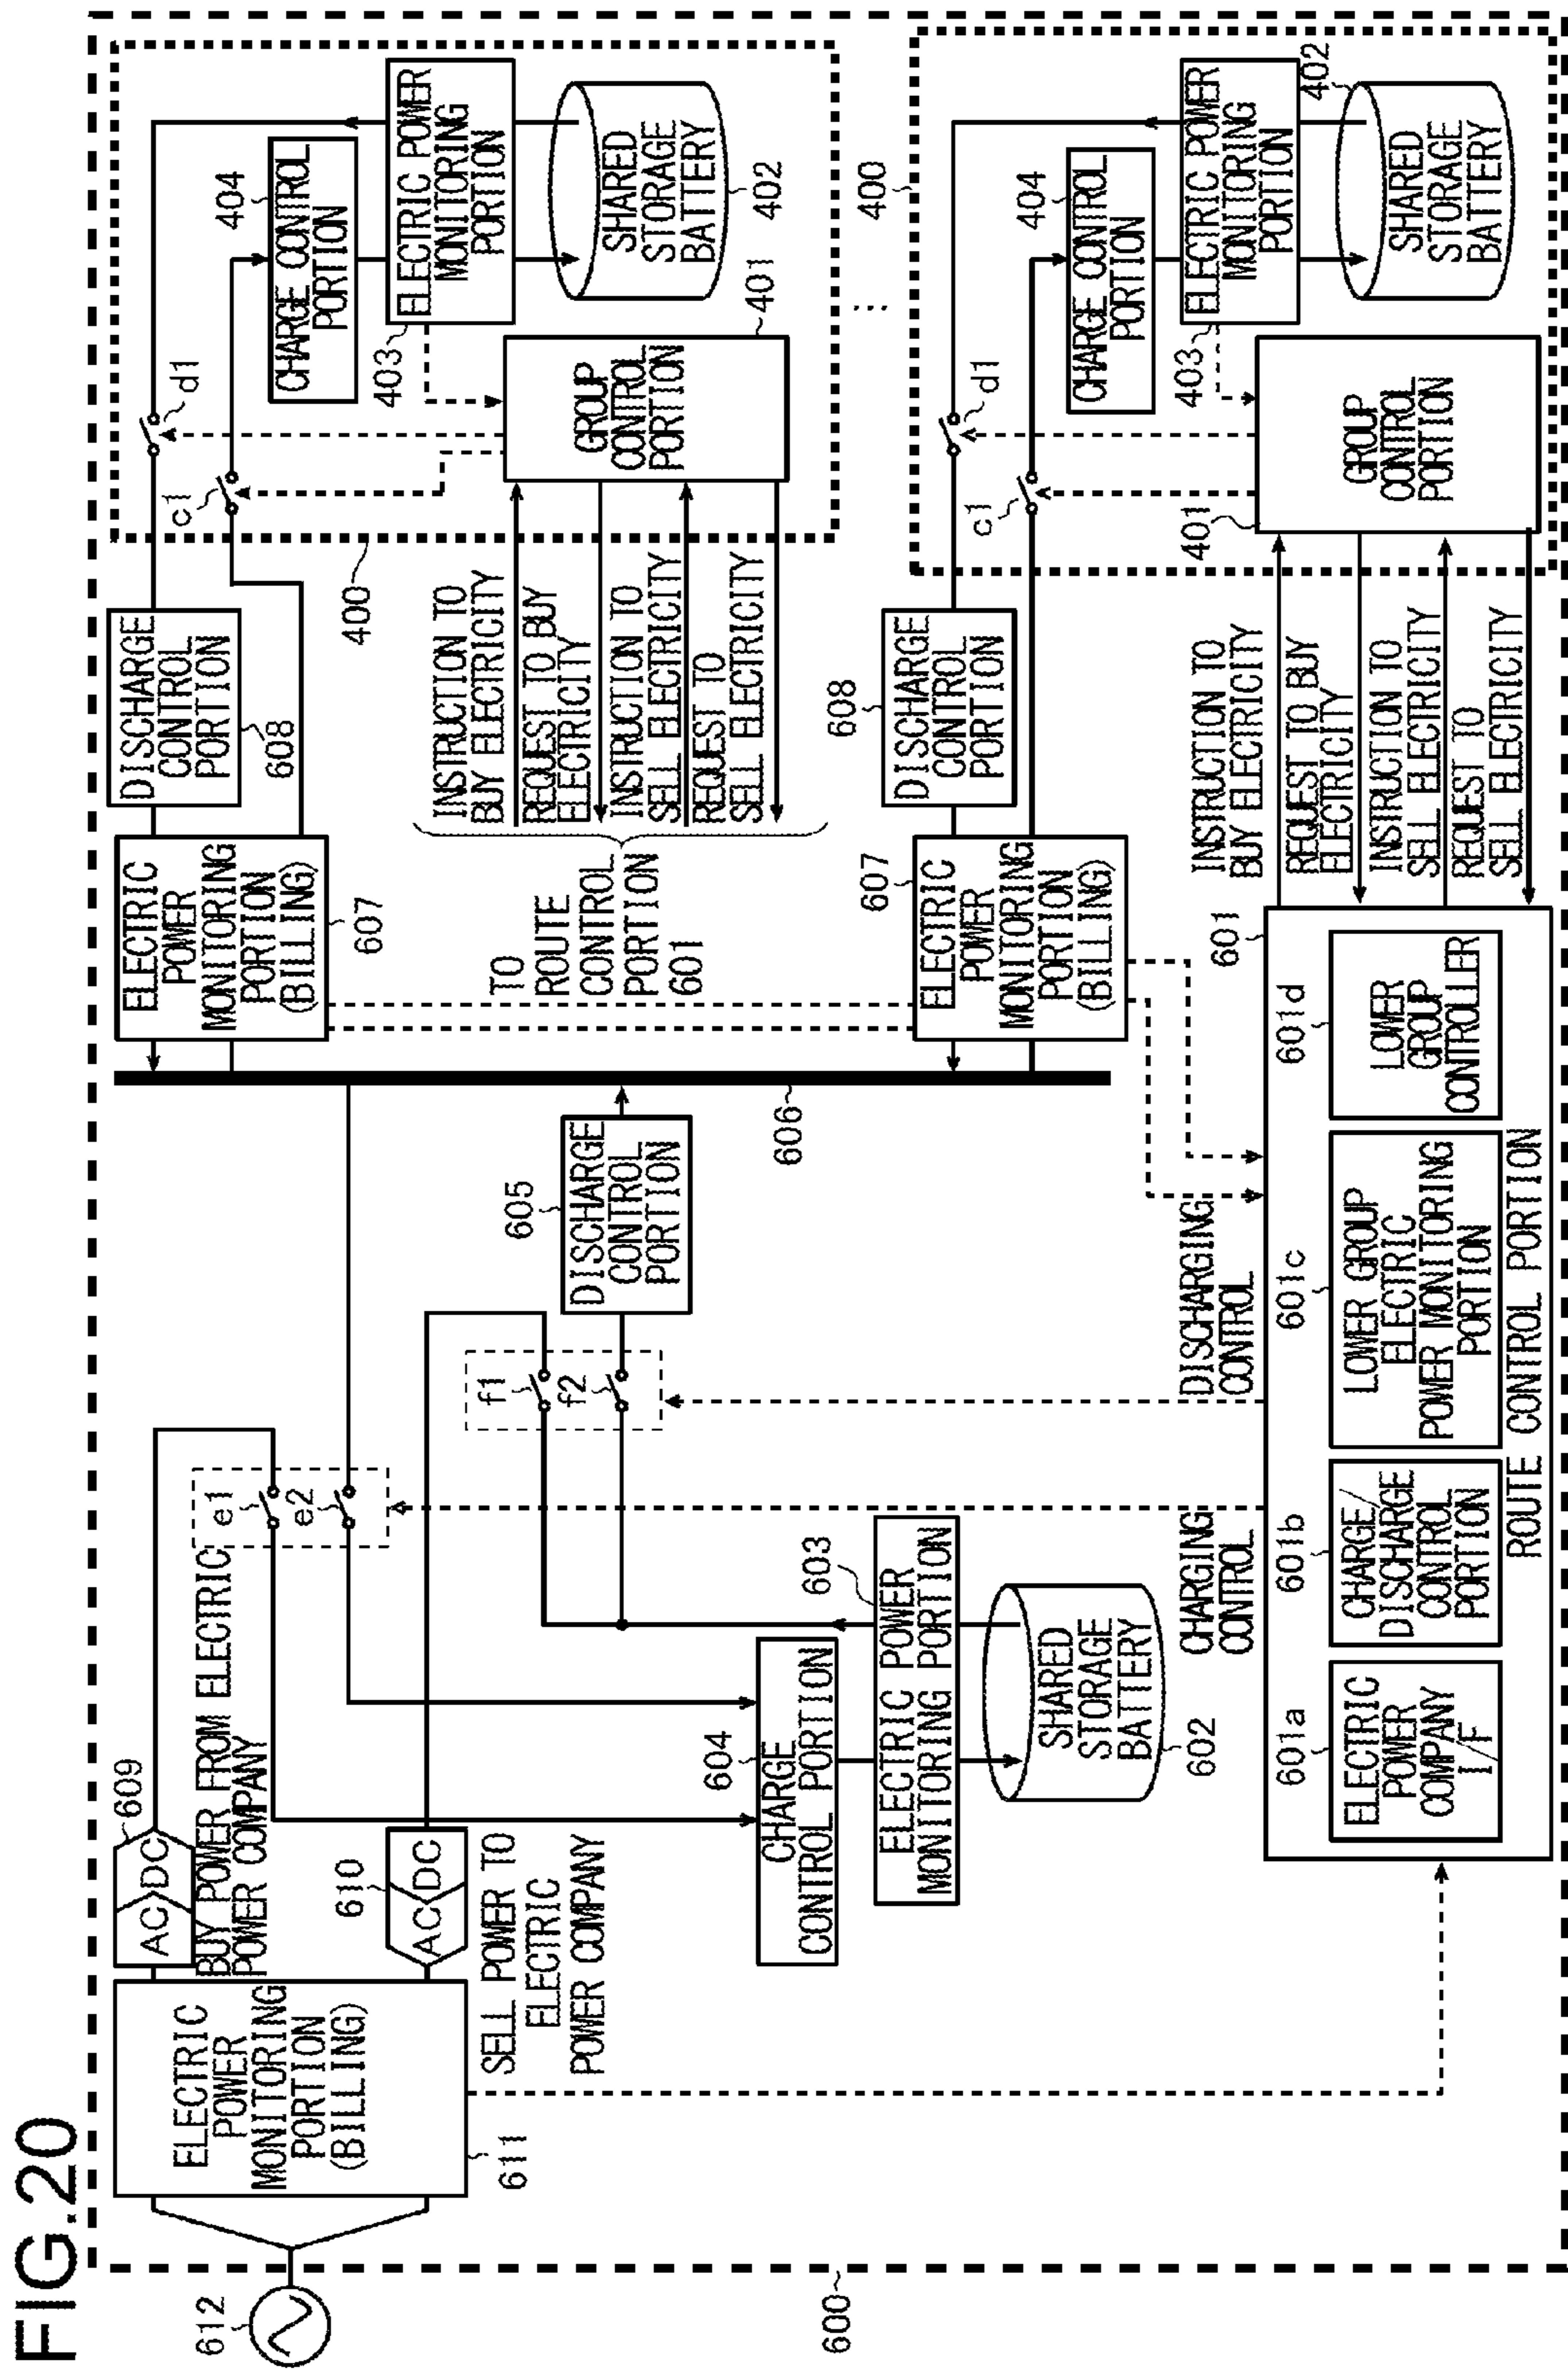 FIG.20
612
600
ELECTRIC
POWER
MONITORING
PORTION
(BILLING)
611
AC
DC
609
BUY POWER FROM ELECTRIC
POWER COMPANY
AC
DC
610
SELL POWER TO
ELECTRIC
POWER COMPANY
e1
e2
f1
f2
DISCHARGE
CONTROL
PORTION
605
606
CHARGE
CONTROL PORTION
604
ELECTRIC POWER
MONITORING PORTION
603
SHARED
STORAGE
BATTERY
602
CHARGING
CONTROL
DISCHARGING
CONTROL
ELECTRIC
POWER
COMPANY
I/F
601a
CHARGE/
DISCHARGE
CONTROL
PORTION
601b
LOWER GROUP
ELECTRIC
POWER MONITORING
PORTION
601c
LOWER
GROUP
CONTROLLER
601d
ROUTE CONTROL PORTION
601
ELECTRIC
POWER
MONITORING
PORTION
(BILLING)
607
DISCHARGE
CONTROL
PORTION
608
TO
ROUTE
CONTROL
PORTION
601
INSTRUCTION TO
BUY ELECTRICITY
REQUEST TO BUY
ELECTRICITY
INSTRUCTION TO
SELL ELECTRICITY
REQUEST TO
SELL ELECTRICITY
400
c1
d1
CHARGE CONTROL
PORTION
404
ELECTRIC POWER
MONITORING
PORTION
403
GROUP
CONTROL
PORTION
401
SHARED
STORAGE
BATTERY
402
...
ELECTRIC
POWER
MONITORING
PORTION
(BILLING)
607
DISCHARGE
CONTROL
PORTION
608
INSTRUCTION TO
BUY ELECTRICITY
REQUEST TO BUY
ELECTRICITY
INSTRUCTION TO
SELL ELECTRICITY
REQUEST TO
SELL ELECTRICITY
400
c1
d1
CHARGE CONTROL
PORTION
404
ELECTRIC POWER
MONITORING
PORTION
403
GROUP
CONTROL
PORTION
401
SHARED
STORAGE
BATTERY
402